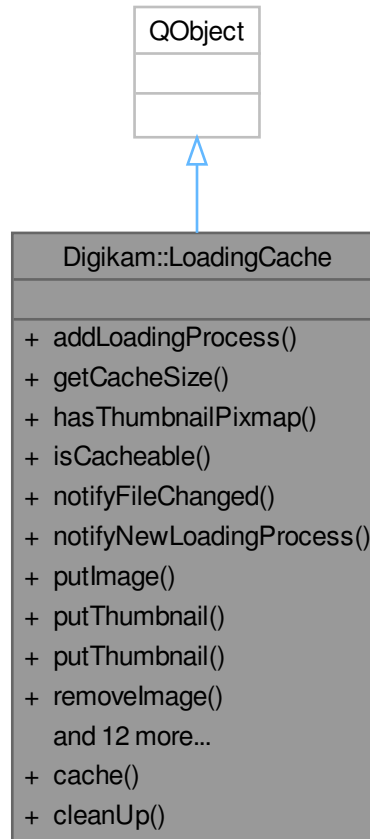 QObject
Digikam::LoadingCache
+ addLoadingProcess()
+ getCacheSize()
+ hasThumbnailPixmap()
+ isCacheable()
+ notifyFileChanged()
+ notifyNewLoadingProcess()
+ putImage()
+ putThumbnail()
+ putThumbnail()
+ removeImage()
and 12 more...
+ cache()
+ cleanUp()